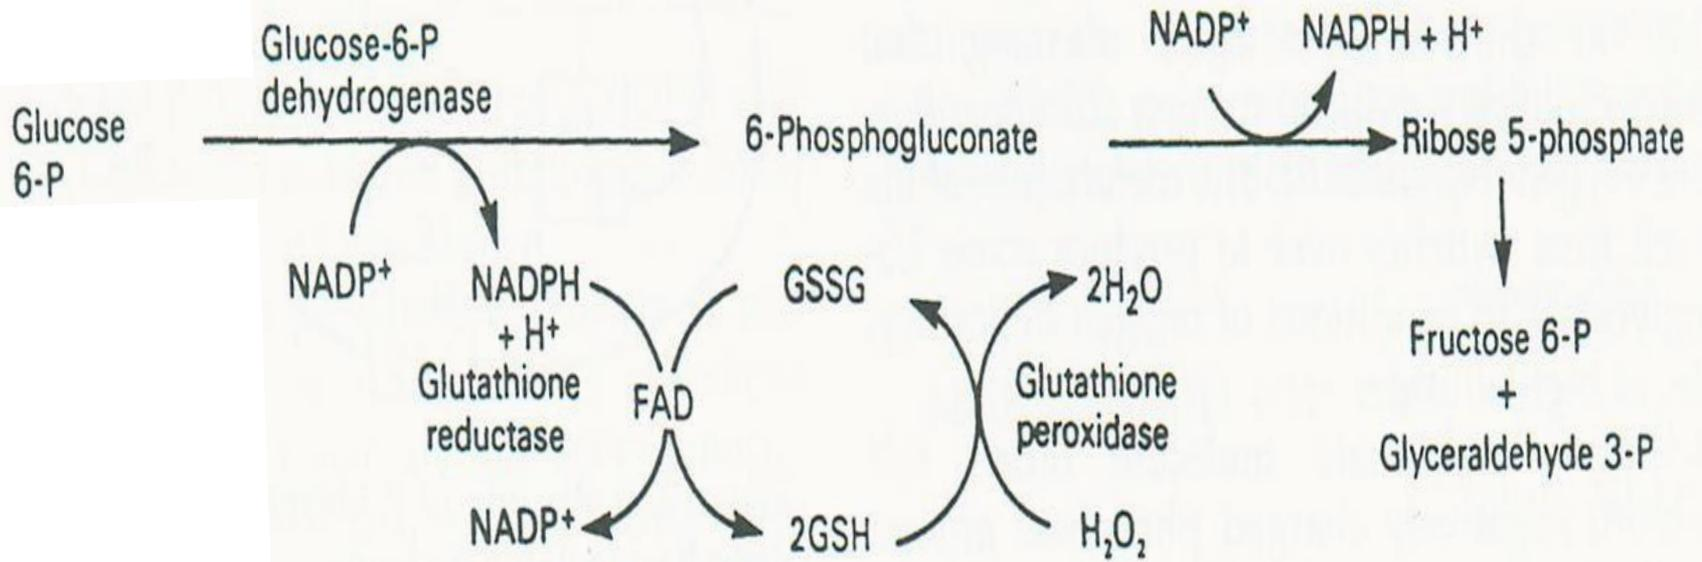 Glucose-6-P
dehydrogenase
NADP⁺ NADPH + H⁺
Glucose
6-P
6-Phosphogluconate
Ribose 5-phosphate
NADP⁺
NADPH
+ H⁺
GSSG
2H₂O
Glutathione
reductase
FAD
Glutathione
peroxidase
Fructose 6-P
+
Glyceraldehyde 3-P
NADP⁺
2GSH
H₂O₂